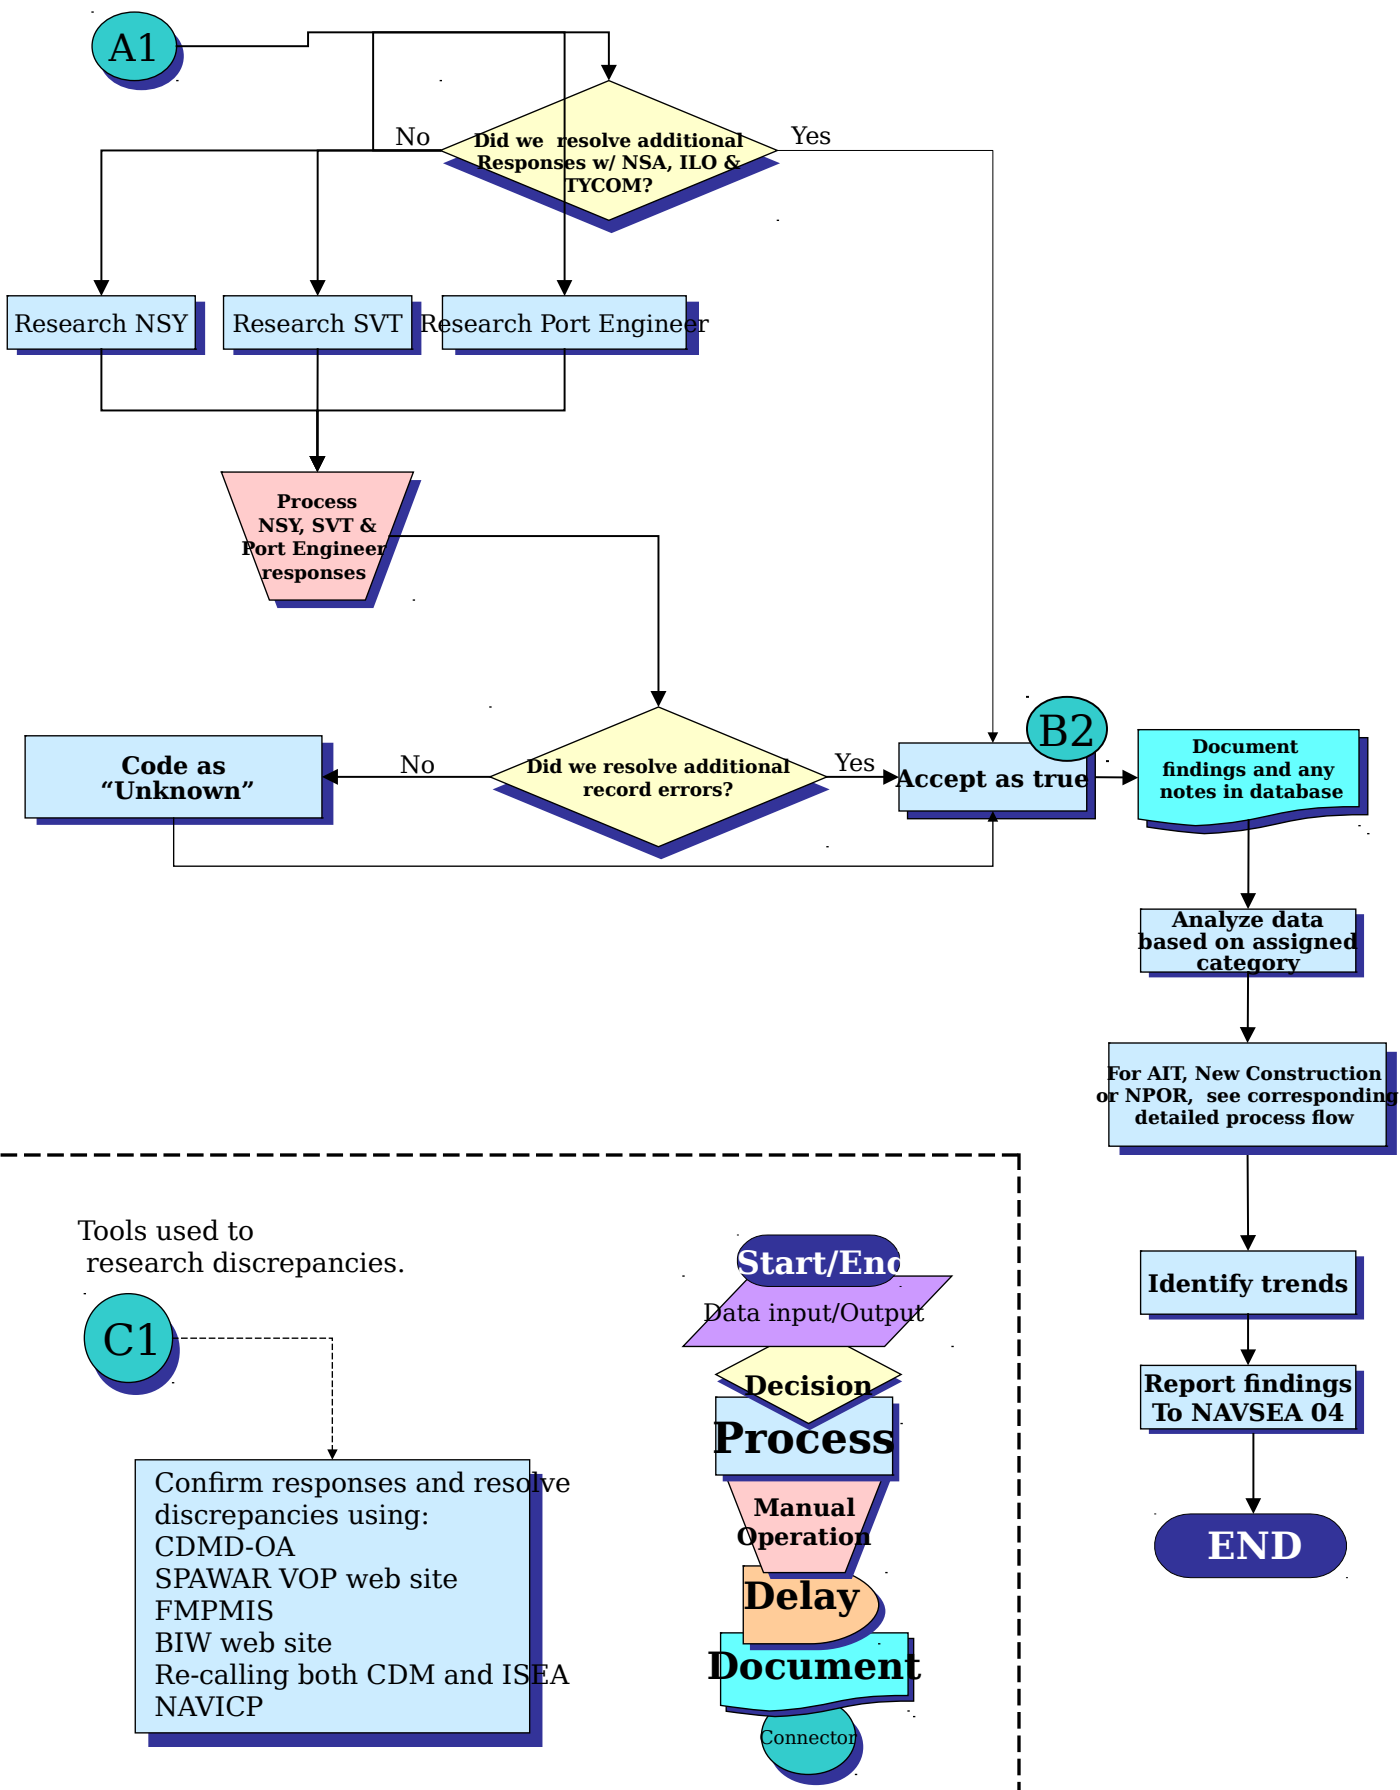 A1
Did we  resolve additional
Responses w/ NSA, ILO &
TYCOM?
No
Yes
Research NSY
Research SVT
Research Port Engineer
Process
NSY, SVT &
Port Engineer
responses
Code as
“Unknown”
No
Did we resolve additional
record errors?
Yes
Accept as true
B2
Document
findings and any
notes in database
Analyze data
based on assigned
category
For AIT, New Construction
or NPOR,  see corresponding
detailed process flow
Identify trends
Report findings
To NAVSEA 04
END
Tools used to
research discrepancies.
C1
Confirm responses and resolve
discrepancies using:
CDMD-OA
SPAWAR VOP web site
FMPMIS
BIW web site
Re-calling both CDM and ISEA
NAVICP
Start/End
Data input/Output
Decision
Process
Manual
Operation
Delay
Document
Connector